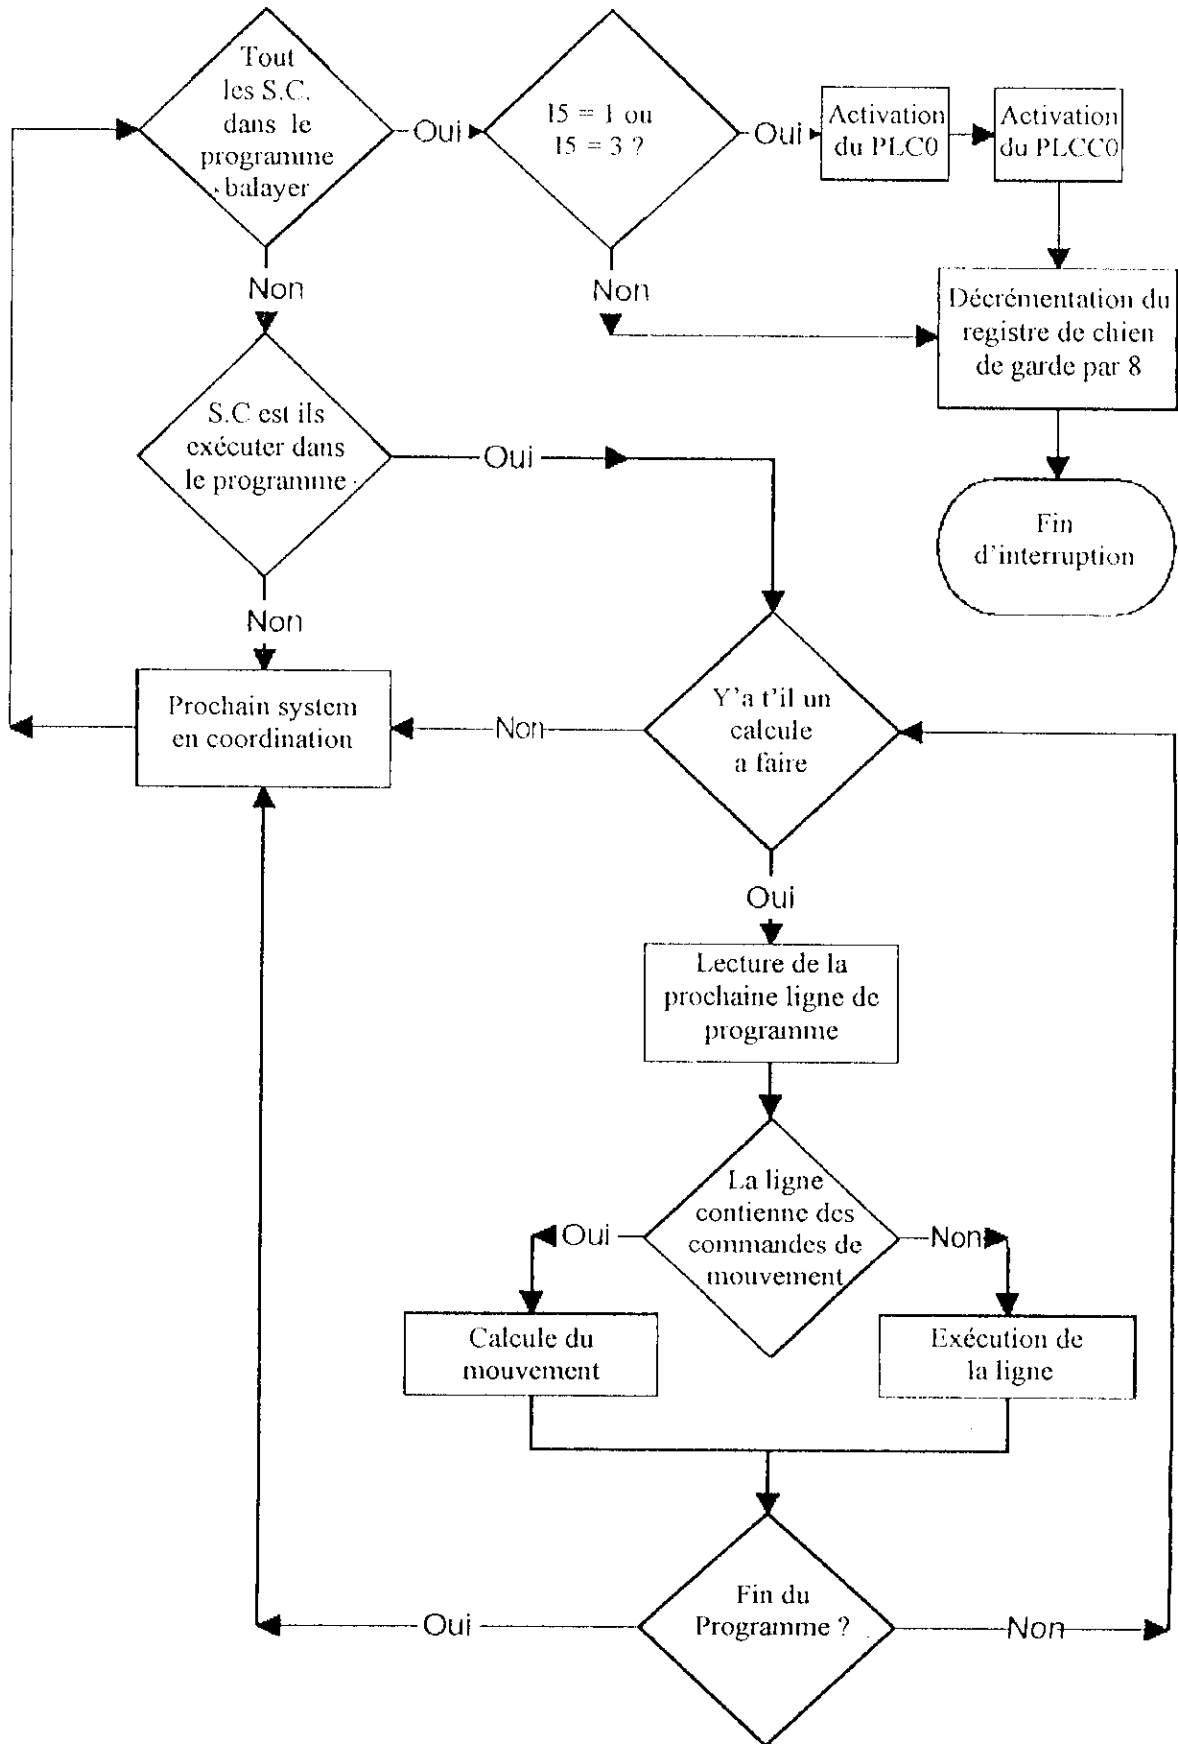 Tout
les S.C.
dans le
programme
balayer
Oui
I5 = 1 ou
I5 = 3 ?
Oui
Activation
du PLC0
Activation
du PLCC0
Non
Non
Décrémentation du
registre de chien
de garde par 8
S.C est ils
exécuter dans
le programme
Oui
Fin
d'interruption
Non
Prochain system
en coordination
Non
Y'a t'il un
calcule
a faire
Oui
Lecture de la
prochaine ligne de
programme
La ligne
contienne des
commandes de
mouvement
Oui
Non
Calcule du
mouvement
Exécution de
la ligne
Fin du
Programme ?
Oui
Non